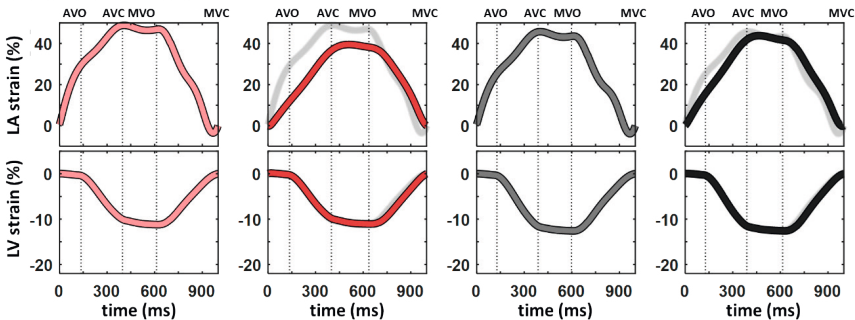 AVO AVC MVO MVC AVO AVC MVO MVC AVO AVC MVO MVC AVO AVC MVO MVC
LA strain (%)
40 40 40 40
20 20 20 20
0 0 0 0
LV strain (%)
0 0 0 0
-10 -10 -10 -10
-20 -20 -20 -20
0 300 600 900 0 300 600 900 0 300 600 900 0 300 600 900
time (ms) time (ms) time (ms) time (ms)